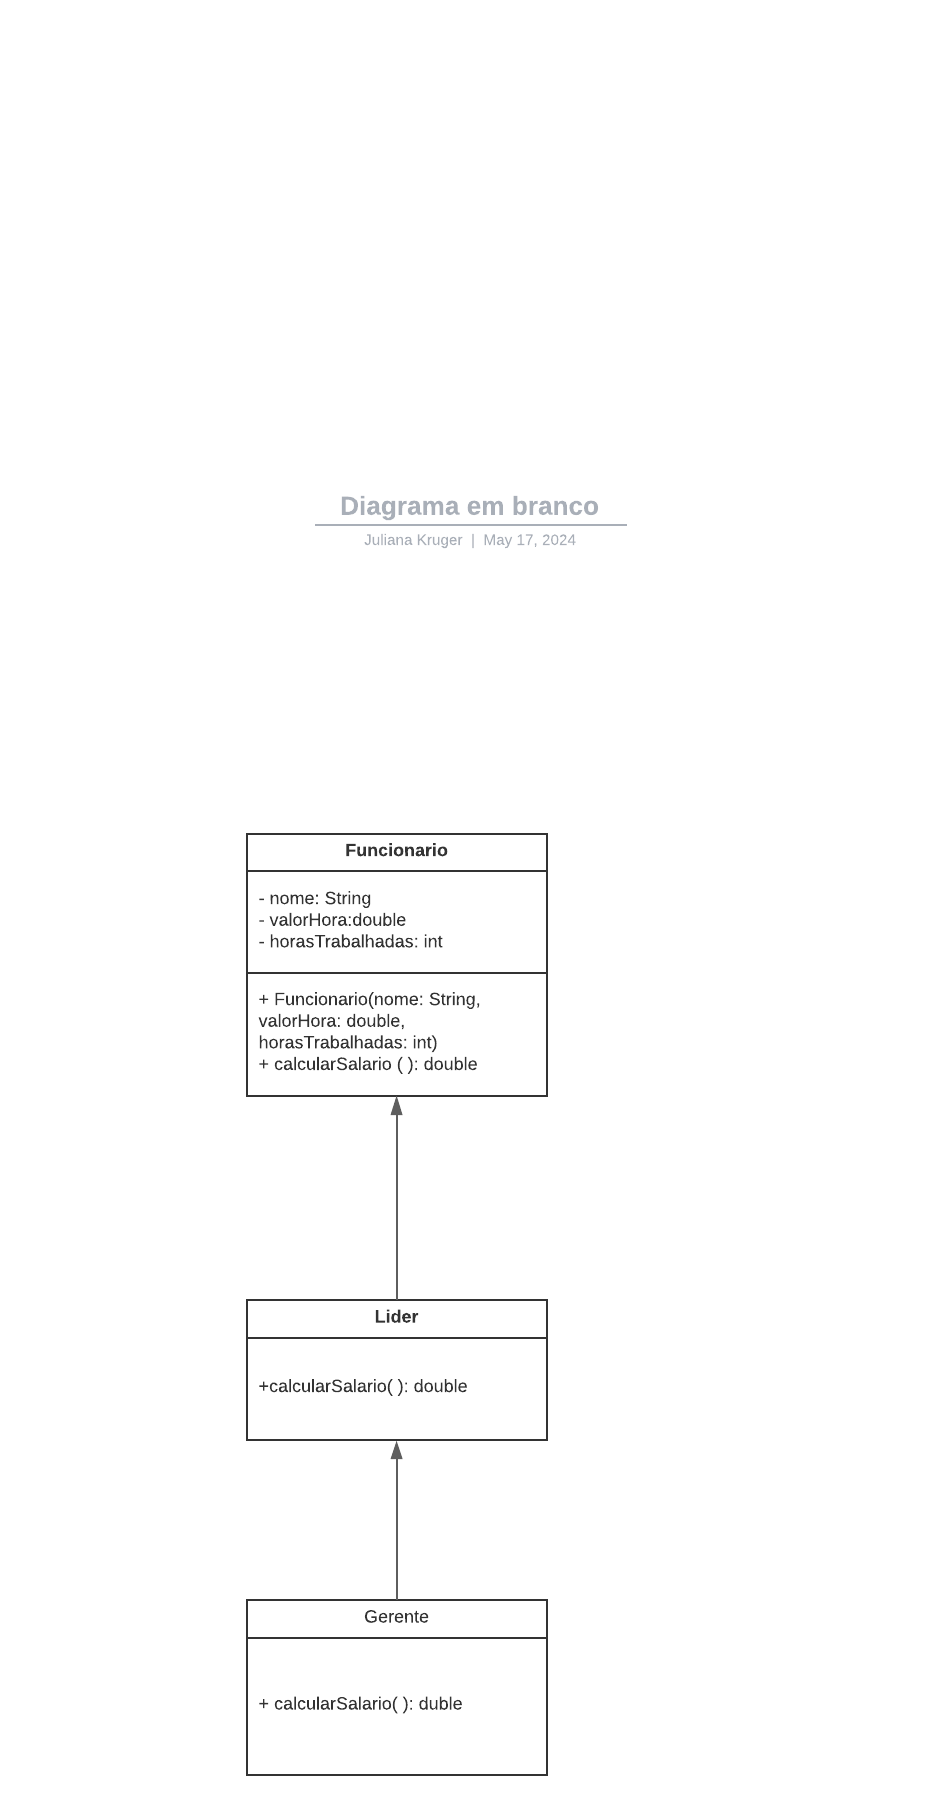 Diagrama em branco
Juliana Kruger | May 17, 2024
Funcionario
- nome: String
- valorHora:double
- horasTrabalhadas: int
+ Funcionario(nome: String,
valorHora: double,
horasTrabalhadas: int)
+ calcularSalario ( ): double
Lider
+calcularSalario( ): double
Gerente
+ calcularSalario( ): duble